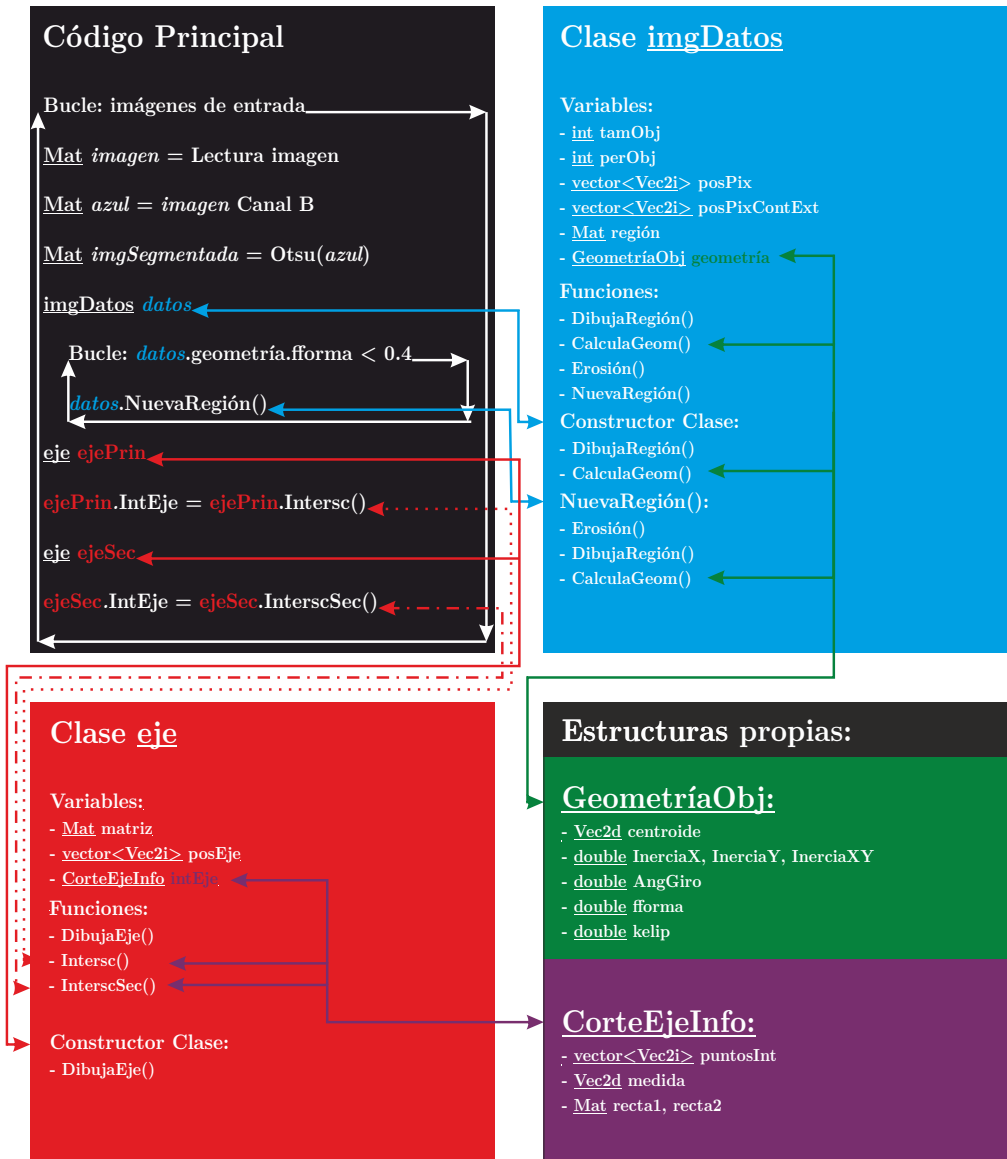 Código Principal
Bucle: imágenes de entrada
Mat imagen = Lectura imagen
Mat azul = imagen Canal B
Mat imgSegmentada = Otsu(azul)
imgDatos datos
Bucle: datos.geometría.fforma < 0.4
datos.NuevaRegión()
eje ejePrin
ejePrin.IntEje = ejePrin.Intersc()
eje ejeSec
ejeSec.IntEje = ejeSec.InterscSec()
Clase imgDatos
Variables:
- int tamObj
- int perObj
- vector<Vec2i> posPix
- vector<Vec2i> posPixContExt
- Mat región
- GeometríaObj geometría
Funciones:
- DibujaRegión()
- CalculaGeom()
- Erosión()
- NuevaRegión()
Constructor Clase:
- DibujaRegión()
- CalculaGeom()
NuevaRegión():
- Erosión()
- DibujaRegión()
- CalculaGeom()
Clase eje
Variables:
- Mat matriz
- vector<Vec2i> posEje
- CorteEjeInfo intEje
Funciones:
- DibujaEje()
- Intersc()
- InterscSec()
Constructor Clase:
- DibujaEje()
Estructuras propias:
GeometríaObj:
- Vec2d centroide
- double InerciaX, InerciaY, InerciaXY
- double AngGiro
- double fforma
- double kelip
CorteEjeInfo:
- vector<Vec2i> puntosInt
- Vec2d medida
- Mat recta1, recta2